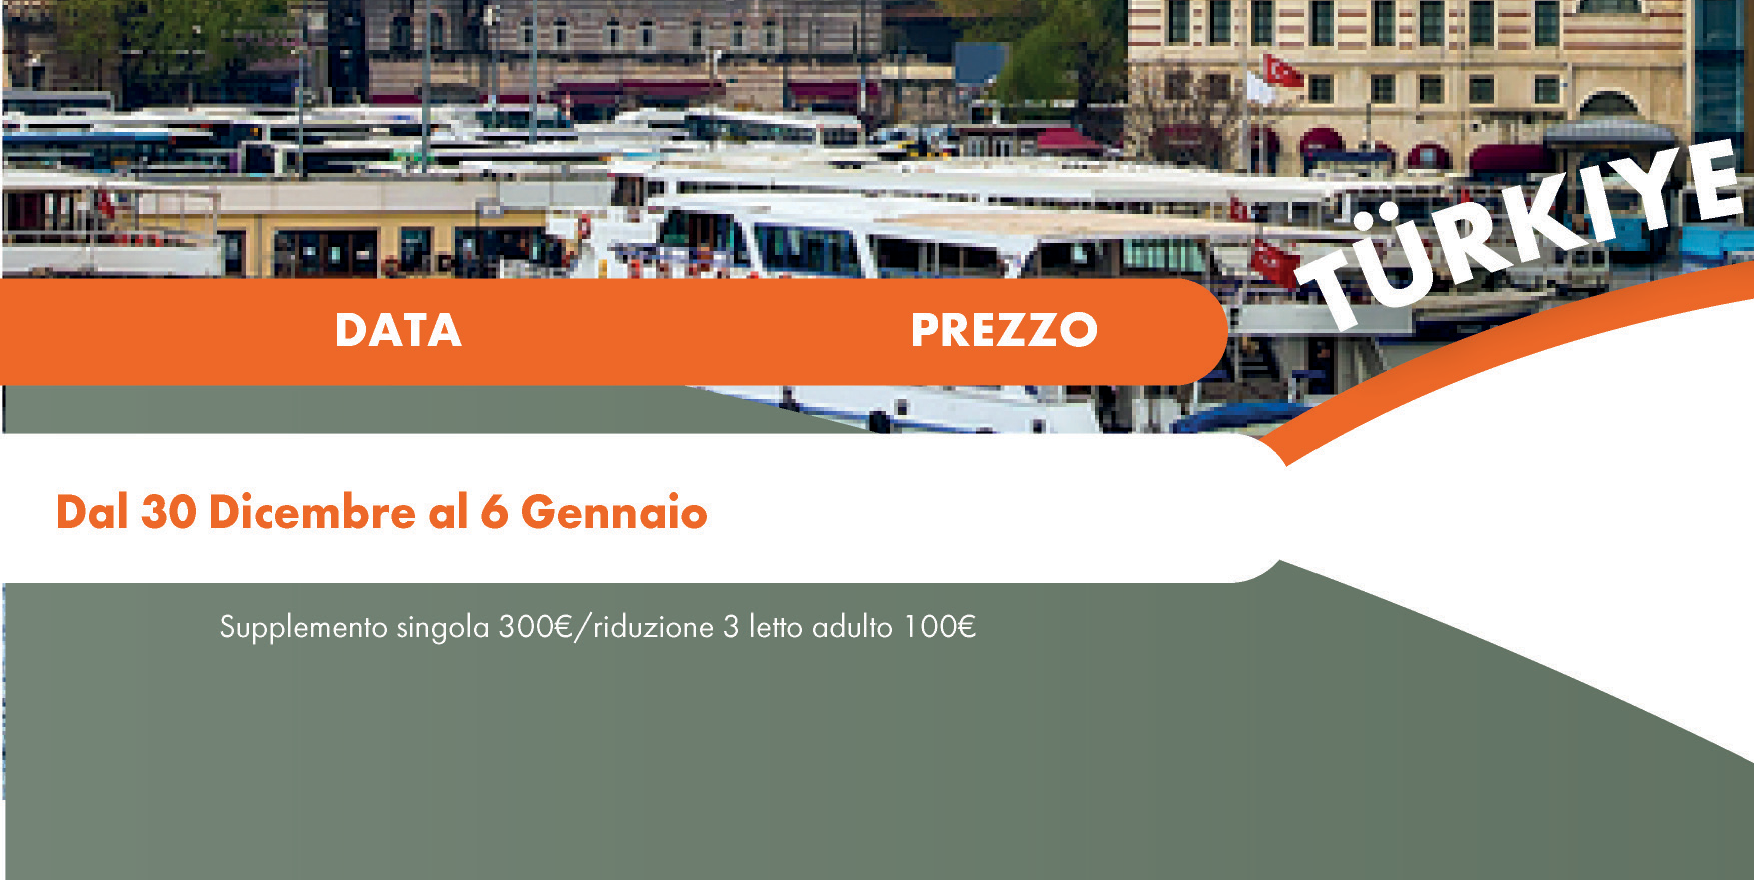 TÜRKIYE
DATA PREZZO
Dal 30 Dicembre al 6 Gennaio
Supplemento singola 300€/riduzione 3 letto adulto 100€